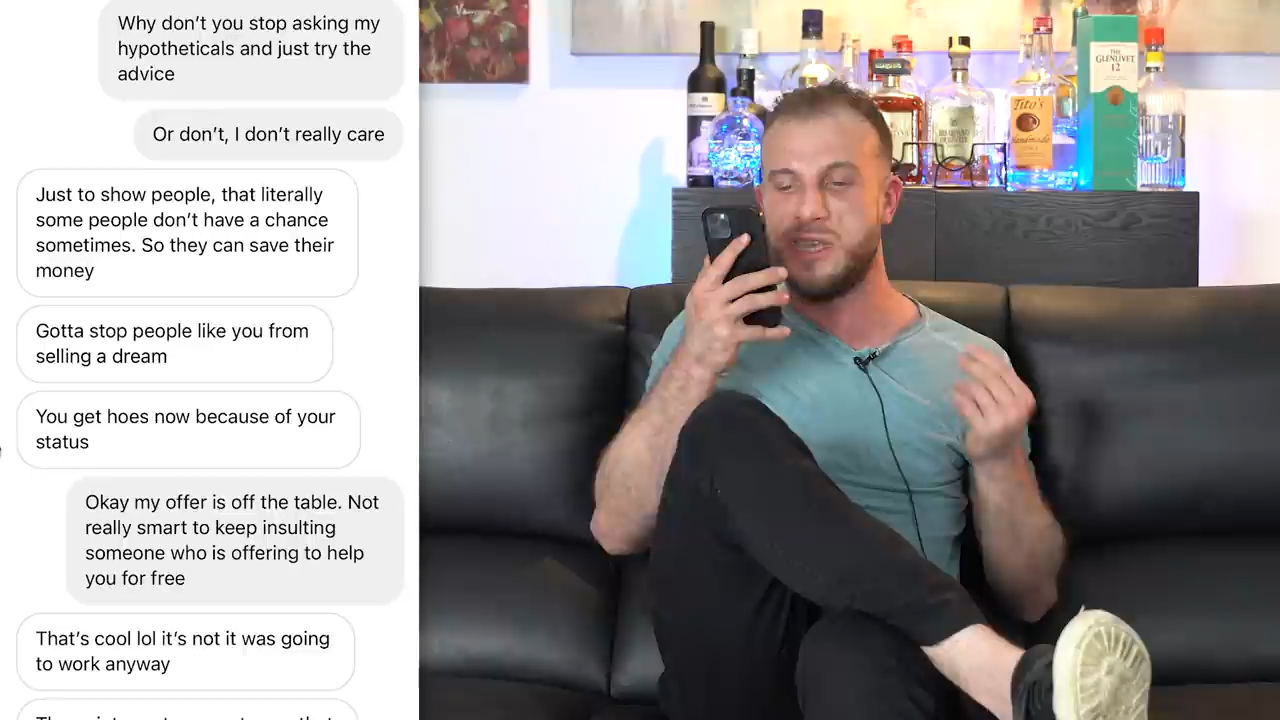 Why don't you stop asking my
hypotheticals and just try the
advice
Or don't, I don't really care
Just to show people, that literally
some people don't have a chance
sometimes. So they can save their
money
Gotta stop people like you from
selling a dream
You get hoes now because of your
status
Okay my offer is off the table. Not
really smart to keep insulting
someone who is offering to help
you for free
That's cool lol it's not it was going
to work anyway
THE
GLENLIVET
12
Tito's
Handmade